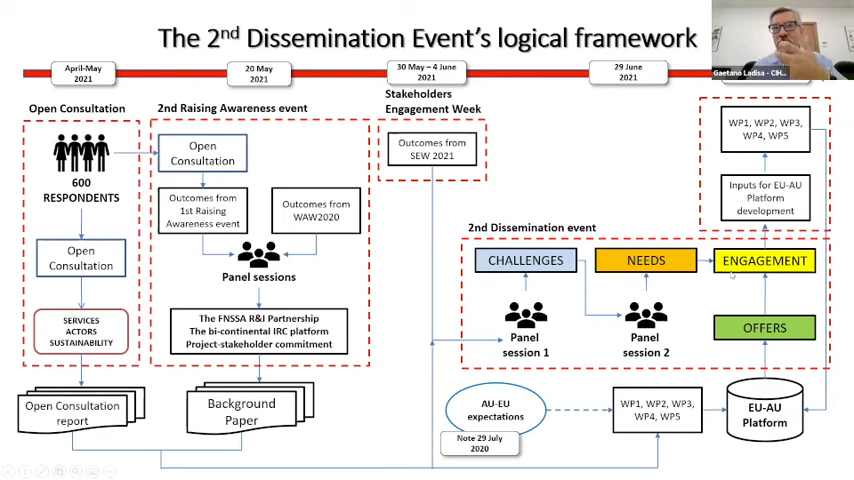 The 2nd Dissemination Event's logical framework
Gaetano Ladisa - CIH...
April-May
2021
20 May
2021
30 May – 4 June
2021
29 June
2021
Open Consultation
600
RESPONDENTS
Open
Consultation
SERVICES
ACTORS
SUSTAINABILITY
Open Consultation
report
2nd Raising Awareness event
Open
Consultation
Outcomes from
1st Raising
Awareness event
Outcomes from
WAW2020
Panel sessions
The FNSSA R&I Partnership
The bi-continental IRC platform
Project-stakeholder commitment
Background
Paper
Stakeholders
Engagement Week
Outcomes from
SEW 2021
2nd Dissemination event
CHALLENGES
NEEDS
ENGAGEMENT
Panel
session 1
Panel
session 2
OFFERS
WP1, WP2, WP3,
WP4, WP5
Inputs for EU-AU
Platform
development
AU-EU
expectations
Note 29 July
2020
WP1, WP2, WP3,
WP4, WP5
EU-AU
Platform